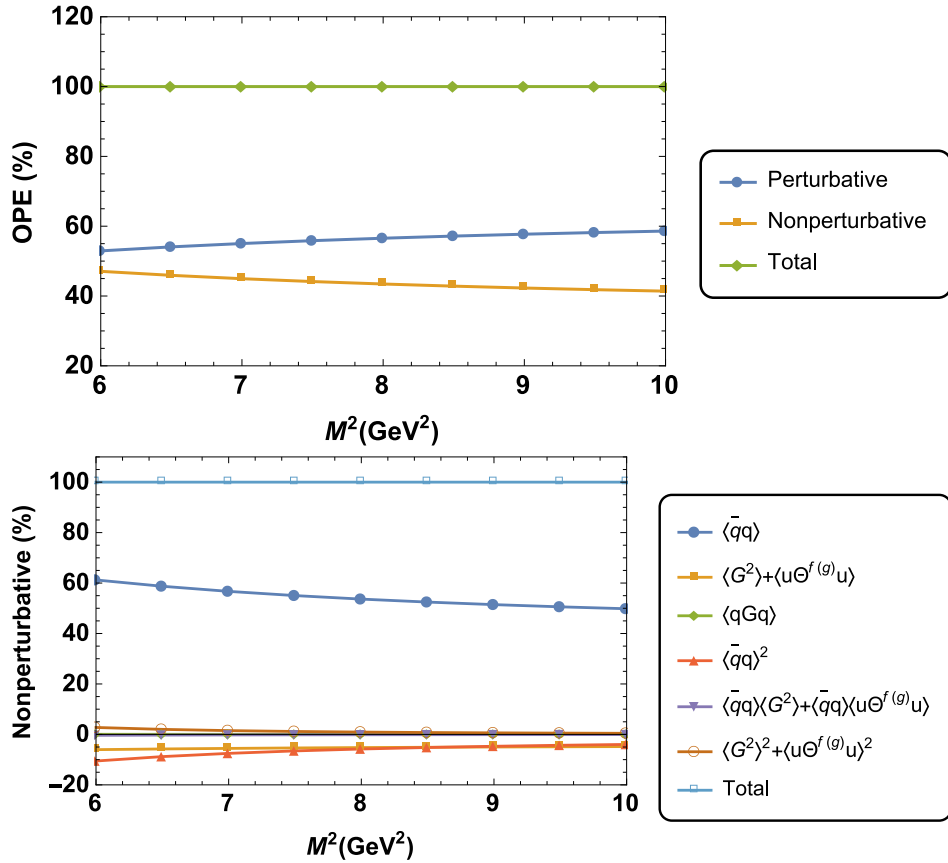 120
100
80
60
40
20
OPE (%)
6 7 8 9 10
M²(GeV²)
Perturbative
Nonperturbative
Total
100
80
60
40
20
0
−20
Nonperturbative (%)
6 7 8 9 10
M²(GeV²)
⟨q̄q⟩
⟨G²⟩+⟨uΘ^{f(g)}u⟩
⟨qGq⟩
⟨q̄q⟩²
⟨q̄q⟩⟨G²⟩+⟨q̄q⟩⟨uΘ^{f(g)}u⟩
⟨G²⟩²+⟨uΘ^{f(g)}u⟩²
Total